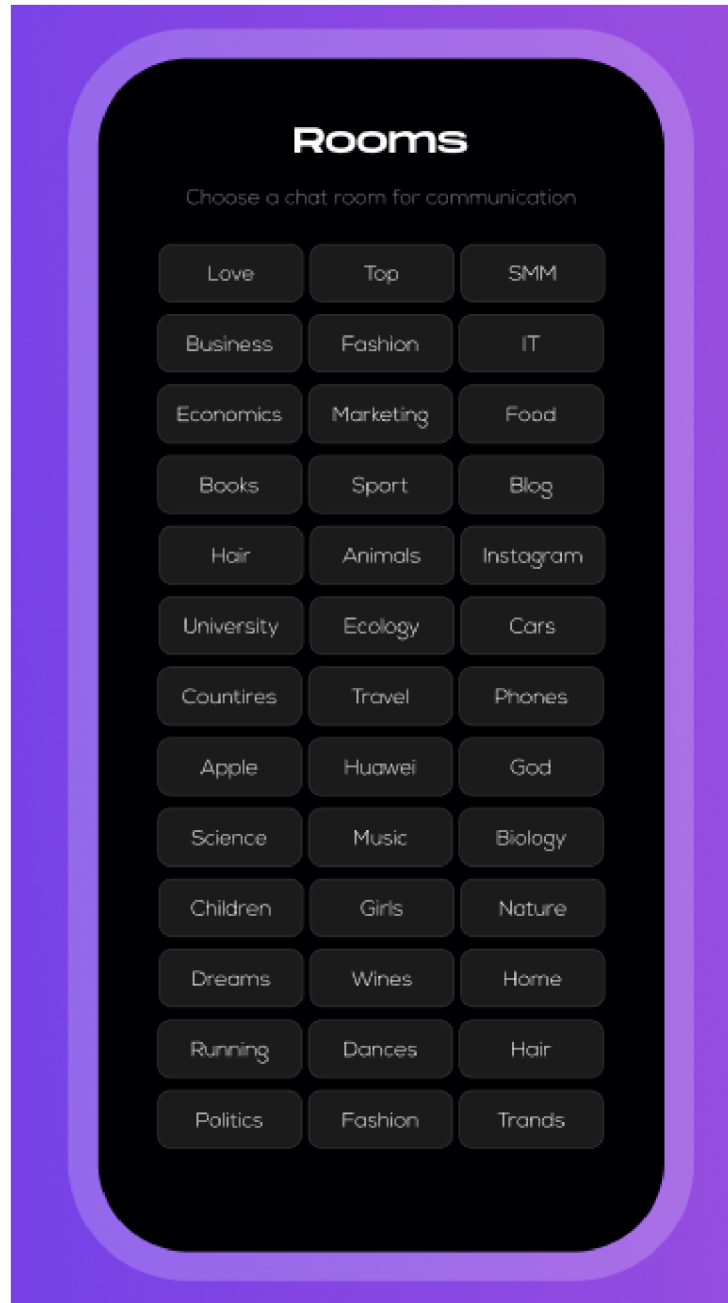 Rooms
Choose a chat room for communication
Love Top SMM
Business Fashion IT
Economics Marketing Food
Books Sport Blog
Hair Animals Instagram
University Ecology Cars
Countires Travel Phones
Apple Huawei God
Science Music Biology
Children Girls Nature
Dreams Wines Home
Running Dances Hair
Politics Fashion Trands